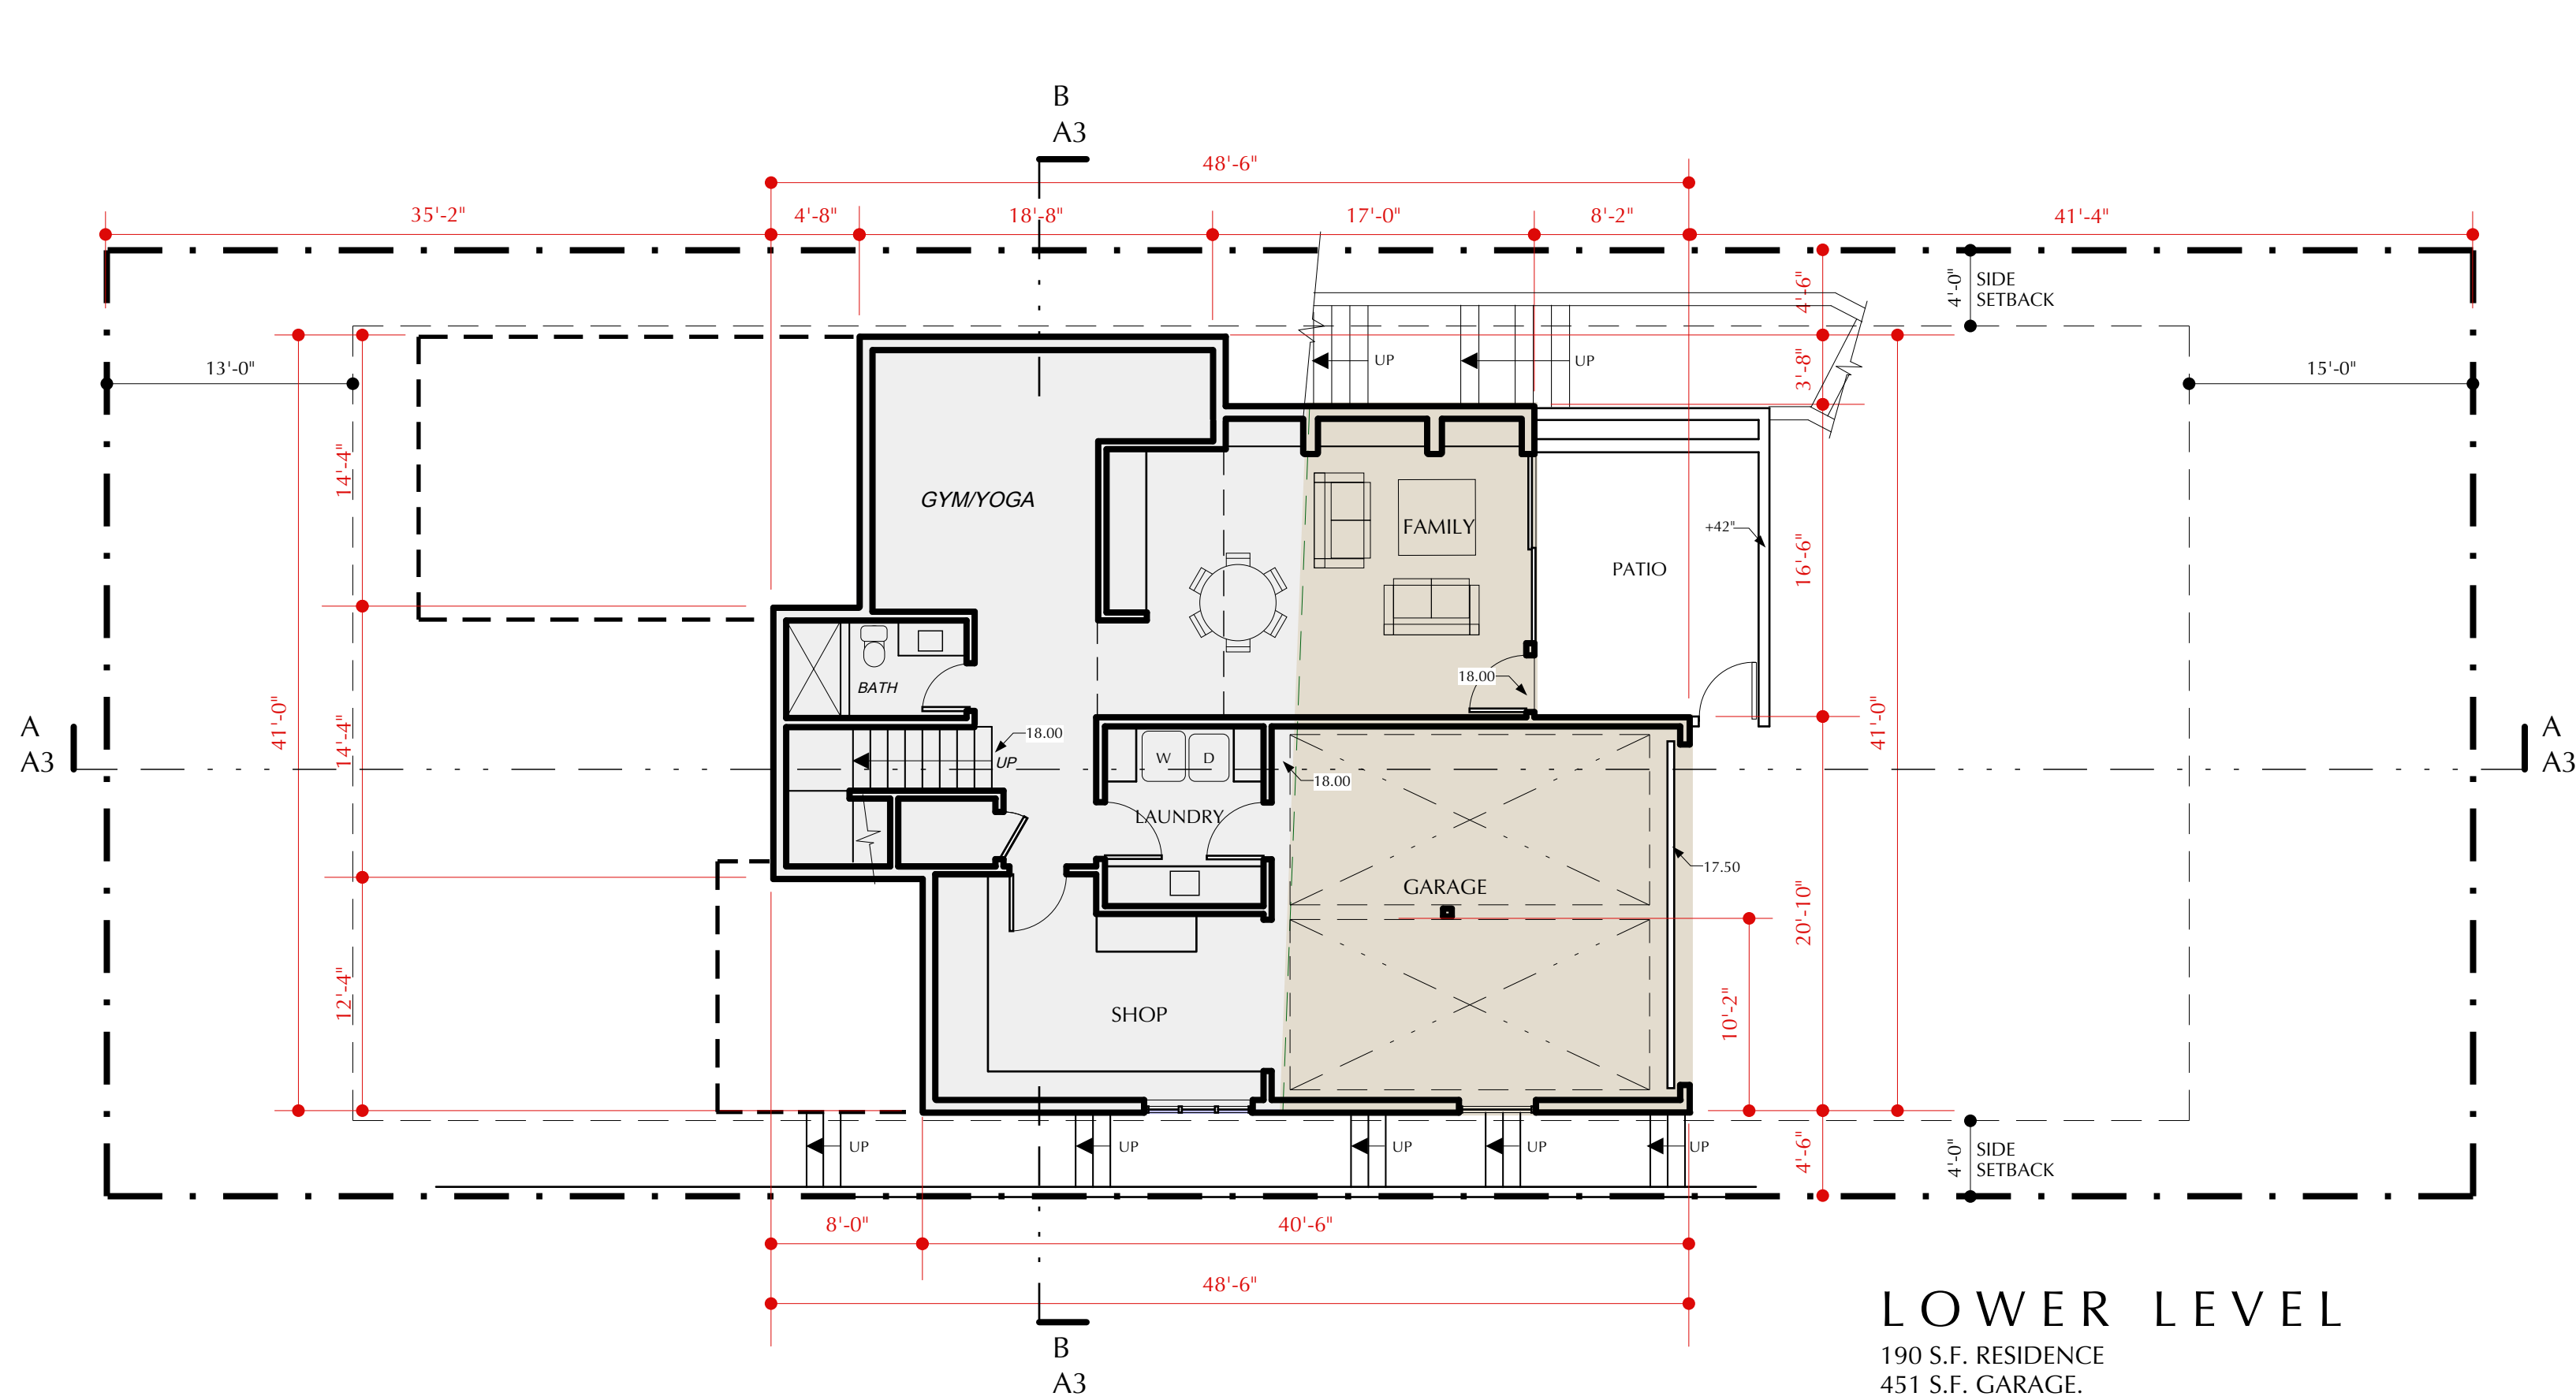 B
A3
48'-6"
35'-2"
4'-8"
18'-8"
17'-0"
8'-2"
41'-4"
4'-6"
4'-0"
SIDE
SETBACK
13'-0"
UP
UP
3'-8"
15'-0"
14'-4"
GYM/YOGA
FAMILY
+42"
PATIO
16'-6"
BATH
18.00
A
A3
41'-0"
14'-4"
18.00
UP
W
D
18.00
41'-0"
A
A3
LAUNDRY
17.50
GARAGE
20'-10"
12'-4"
SHOP
10'-2"
UP
UP
UP
UP
UP
4'-6"
4'-0"
SIDE
SETBACK
8'-0"
40'-6"
48'-6"
B
A3
LOWER LEVEL
190 S.F. RESIDENCE
451 S.F. GARAGE.